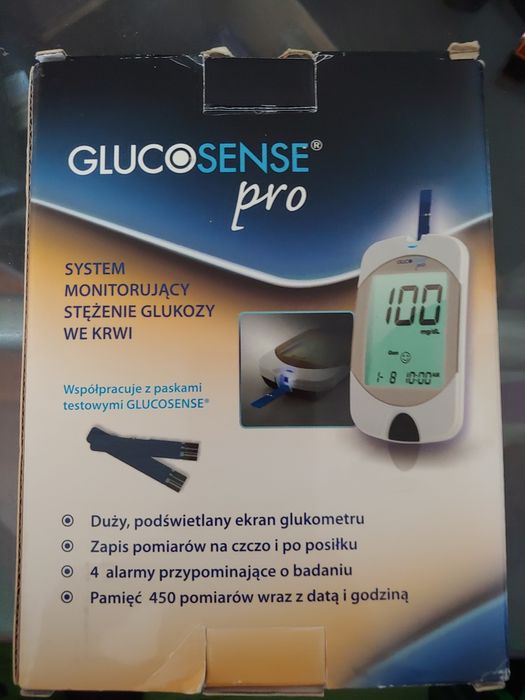 GLUCOSENSE®
pro
SYSTEM
MONITORUJĄCY
STĘŻENIE GLUKOZY
WE KRWI
Współpracuje z paskami
testowymi GLUCOSENSE®
GLUCOSENSE
pro
100
mg/dL
1- 8 10:00
Duży, podświetlany ekran glukometru
Zapis pomiarów na czczo i po posiłku
4 alarmy przypominające o badaniu
Pamięć 450 pomiarów wraz z datą i godziną